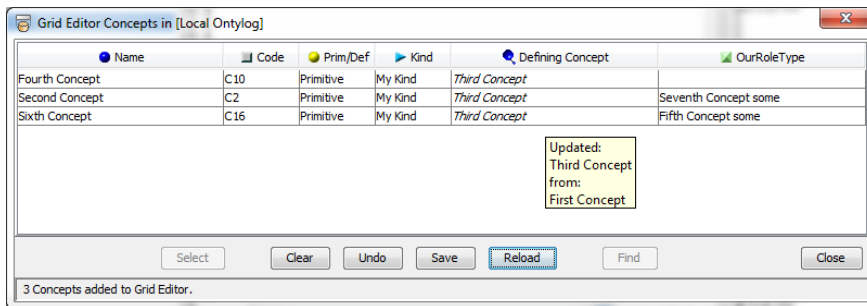 Grid Editor Concepts in [Local Ontylog]
Name Code Prim/Def Kind Defining Concept OurRoleType
Fourth Concept C10 Primitive My Kind Third Concept
Second Concept C2 Primitive My Kind Third Concept Seventh Concept some
Sixth Concept C16 Primitive My Kind Third Concept Fifth Concept some
Updated:
Third Concept
from:
First Concept
Select Clear Undo Save Reload Find Close
3 Concepts added to Grid Editor.